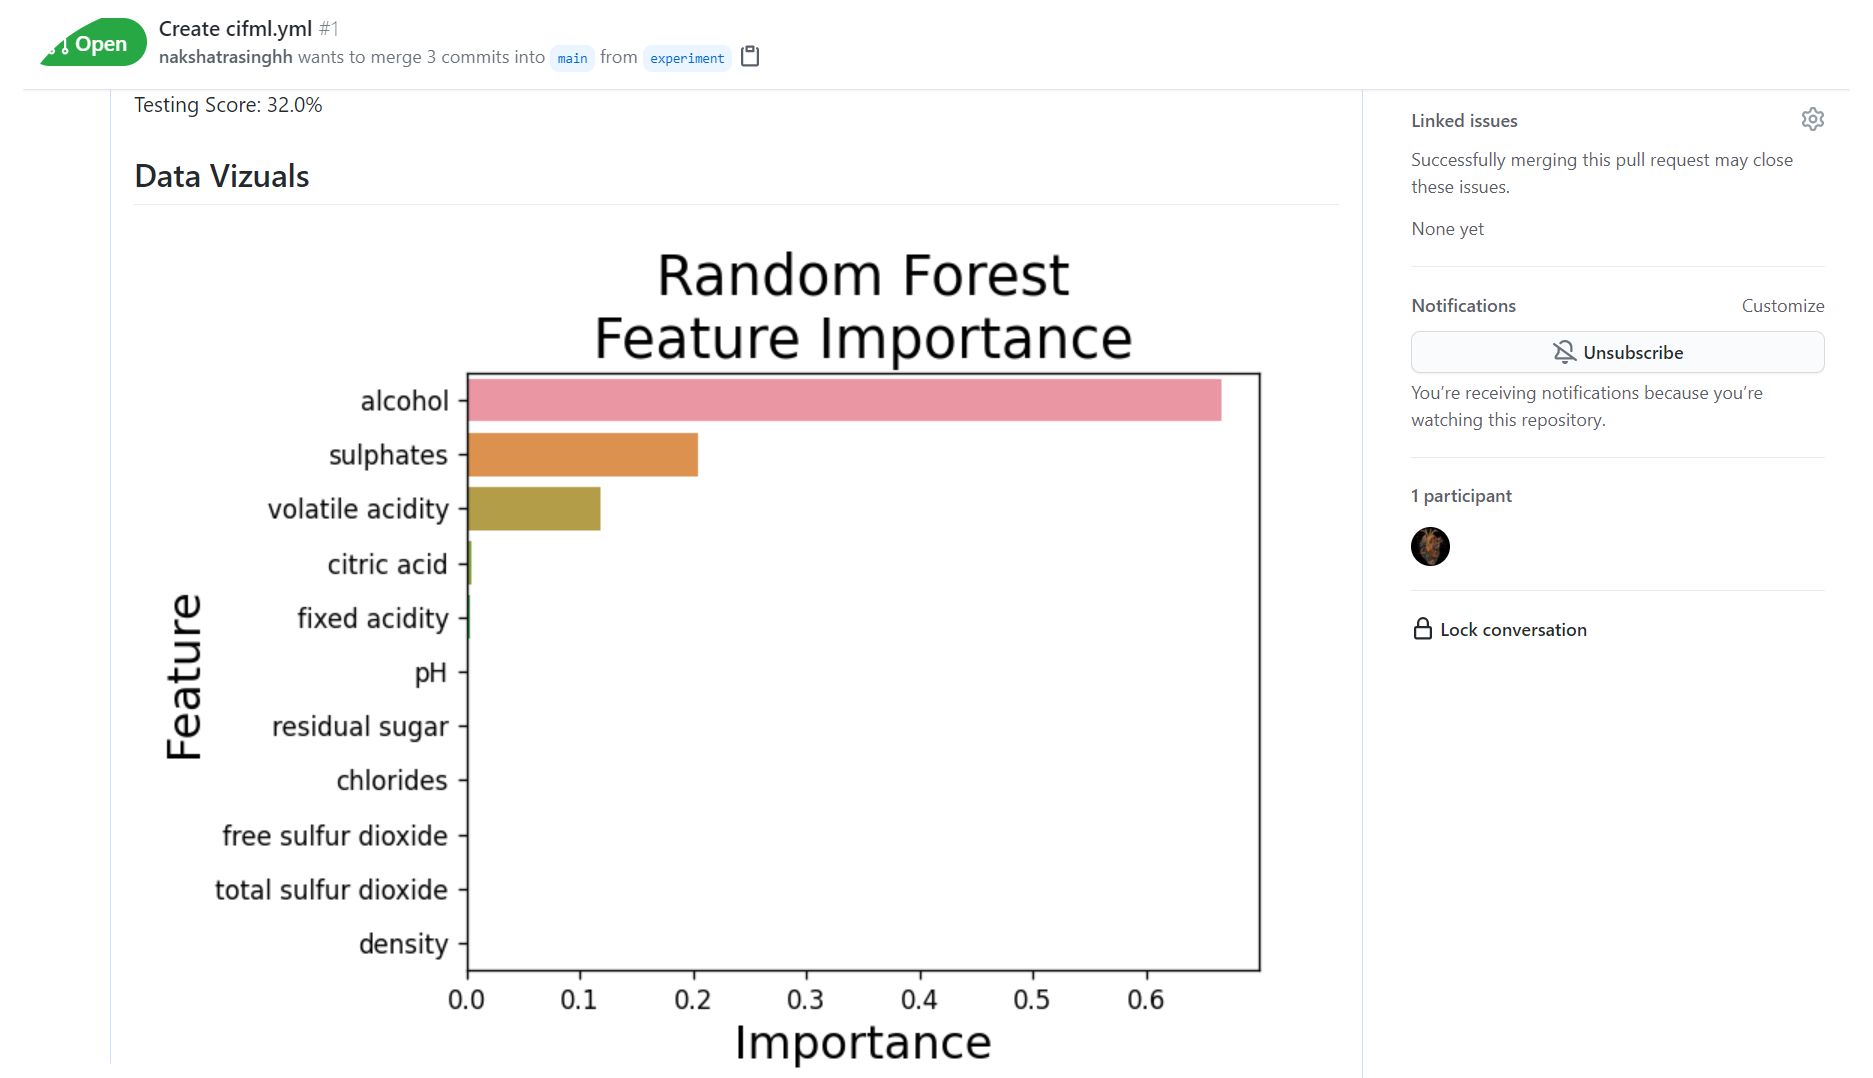 Open
Create cifml.yml #1
nakshatrasinghh wants to merge 3 commits into main from experiment
Testing Score: 32.0%
Data Vizuals
Random Forest
Feature Importance
alcohol
sulphates
volatile acidity
citric acid
fixed acidity
pH
residual sugar
chlorides
free sulfur dioxide
total sulfur dioxide
density
Feature
0.0 0.1 0.2 0.3 0.4 0.5 0.6
Importance
Linked issues
Successfully merging this pull request may close
these issues.
None yet
Notifications Customize
Unsubscribe
You’re receiving notifications because you’re
watching this repository.
1 participant
Lock conversation